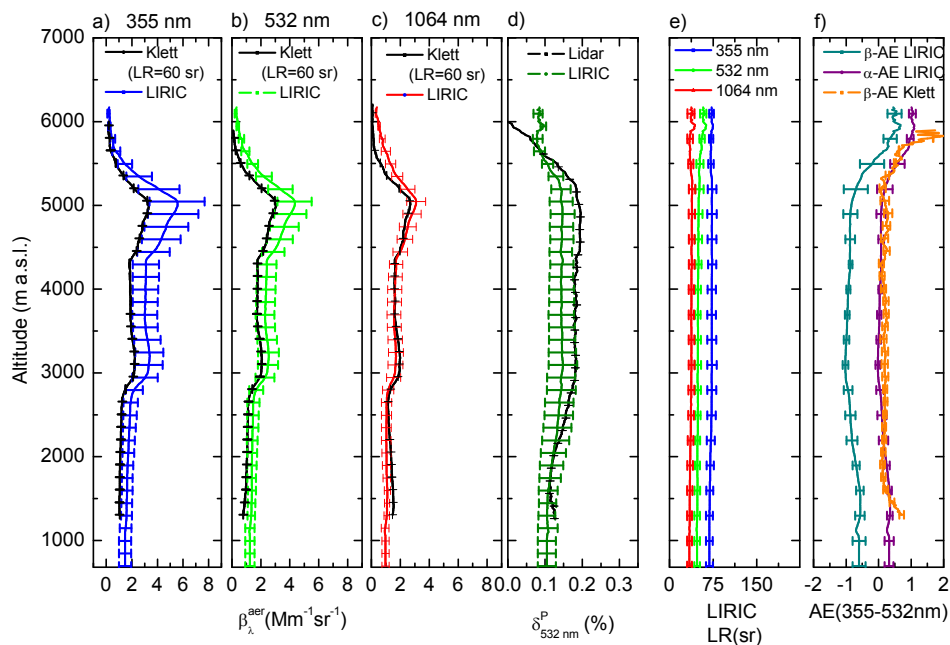 a) 355 nm
b) 532 nm
c) 1064 nm
d)
e)
f)
Klett
(LR=60 sr)
LIRIC
Klett
(LR=60 sr)
LIRIC
Klett
(LR=60 sr)
LIRIC
Lidar
LIRIC
355 nm
532 nm
1064 nm
β-AE LIRIC
α-AE LIRIC
β-AE Klett
Altitude (m a.s.l.)
7000
6000
5000
4000
3000
2000
1000
0 2 4 6 8
0 2 4 6 8
0 2 4 6 8
0.0 0.1 0.2 0.3
0 75 150
-2 -1 0 1 2
β_λ^aer (Mm⁻¹sr⁻¹)
δ^P_532 nm (%)
LIRIC
LR(sr)
AE(355-532nm)